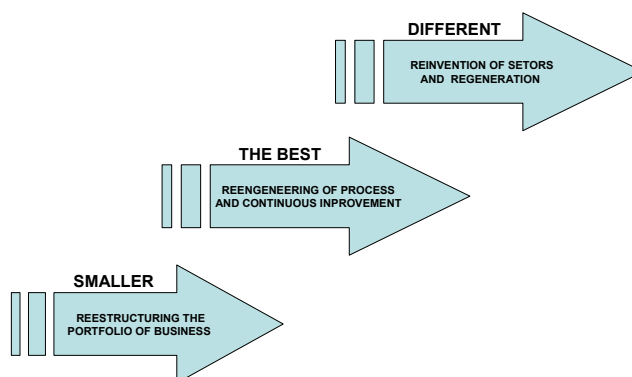 DIFFERENT
REINVENTION OF SETORS
AND REGENERATION
THE BEST
REENGENEERING OF PROCESS
AND CONTINUOUS INPROVEMENT
SMALLER
REESTRUCTURING THE
PORTFOLIO OF BUSINESS